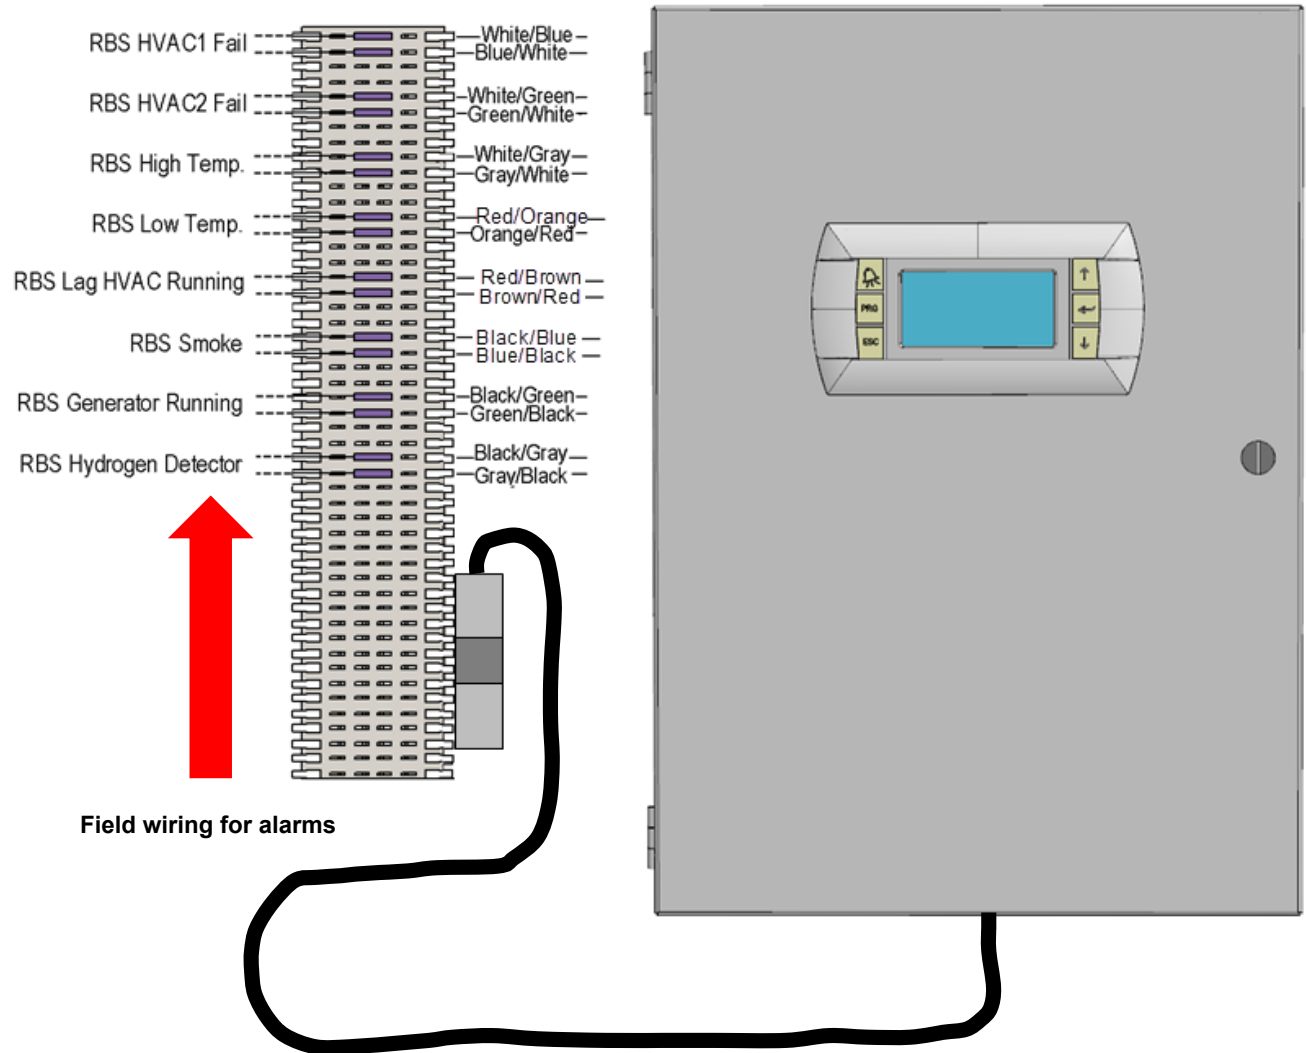 RBS HVAC1 Fail
White/Blue
Blue/White
RBS HVAC2 Fail
White/Green
Green/White
RBS High Temp.
White/Gray
Gray/White
RBS Low Temp.
Red/Orange
Orange/Red
RBS Lag HVAC Running
Red/Brown
Brown/Red
RBS Smoke
Black/Blue
Blue/Black
RBS Generator Running
Black/Green
Green/Black
RBS Hydrogen Detector
Black/Gray
Gray/Black
Field wiring for alarms
PRG
ESC